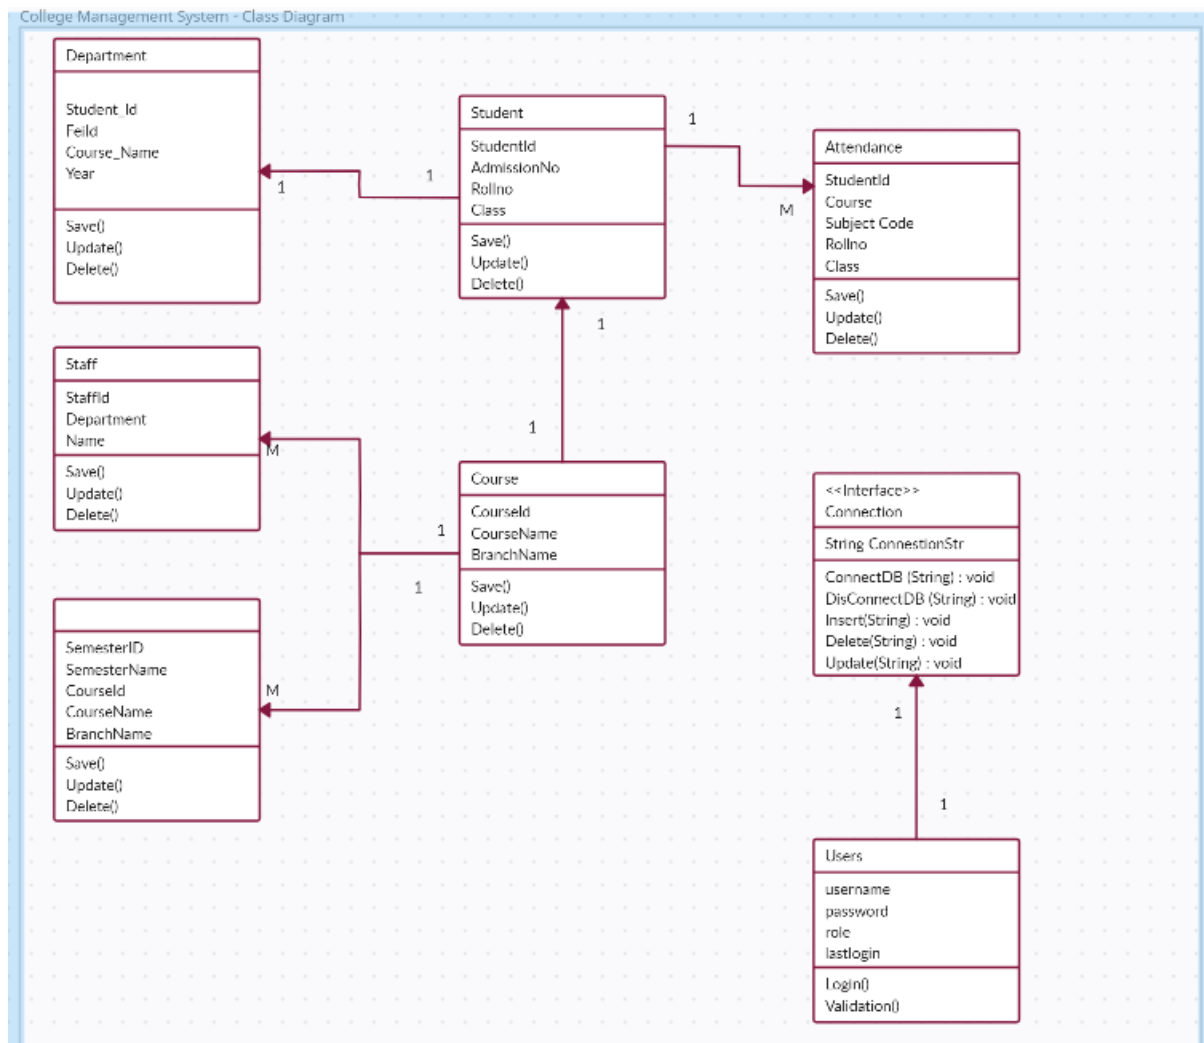 College Management System - Class Diagram
Department
Student_Id
Feild
Course_Name
Year
Save()
Update()
Delete()
1
1
Student
StudentId
AdmissionNo
Rollno
Class
Save()
Update()
Delete()
1
M
Attendance
StudentId
Course
Subject Code
Rollno
Class
Save()
Update()
Delete()
1
1
Staff
StaffId
Department
Name
Save()
Update()
Delete()
M
1
1
Course
CourseId
CourseName
BranchName
Save()
Update()
Delete()
SemesterID
SemesterName
CourseId
CourseName
BranchName
Save()
Update()
Delete()
M
<<Interface>>
Connection
String ConnestionStr
ConnectDB (String) : void
DisConnectDB (String) : void
Insert(String) : void
Delete(String) : void
Update(String) : void
1
1
Users
username
password
role
lastlogin
Login()
Validation()